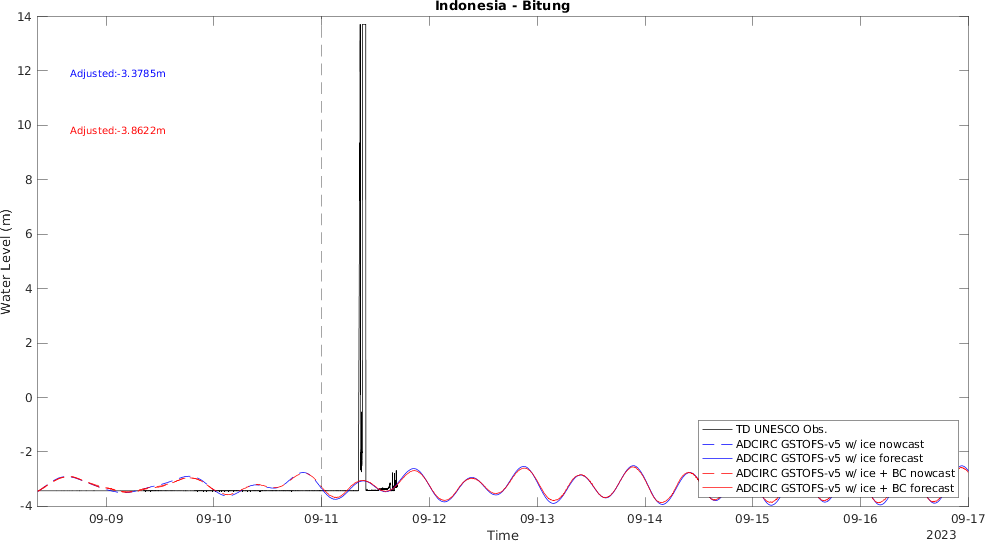 Indonesia - Bitung
14
12
10
8
6
4
2
0
-2
-4
Water Level (m)
Adjusted:-3.3785m
Adjusted:-3.8622m
TD UNESCO Obs.
ADCIRC GSTOFS-v5 w/ ice nowcast
ADCIRC GSTOFS-v5 w/ ice forecast
ADCIRC GSTOFS-v5 w/ ice + BC nowcast
ADCIRC GSTOFS-v5 w/ ice + BC forecast
09-09 09-10 09-11 09-12 09-13 09-14 09-15 09-16 09-17
Time
2023